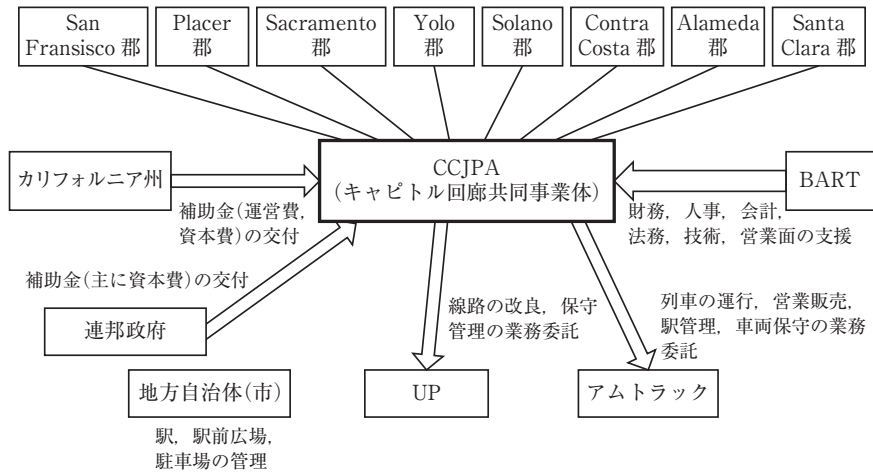 San
Fransisco 郡
Placer
郡
Sacramento
郡
Yolo
郡
Solano
郡
Contra
Costa 郡
Alameda
郡
Santa
Clara 郡
カリフォルニア州
CCJPA
(キャピトル回廊共同事業体)
BART
補助金(運営費,
資本費)の交付
財務, 人事, 会計,
法務, 技術, 営業面の支援
補助金(主に資本費)の交付
連邦政府
線路の改良, 保守
管理の業務委託
列車の運行, 営業販売,
駅管理, 車両保守の業務
委託
地方自治体(市)
UP
アムトラック
駅, 駅前広場,
駐車場の管理